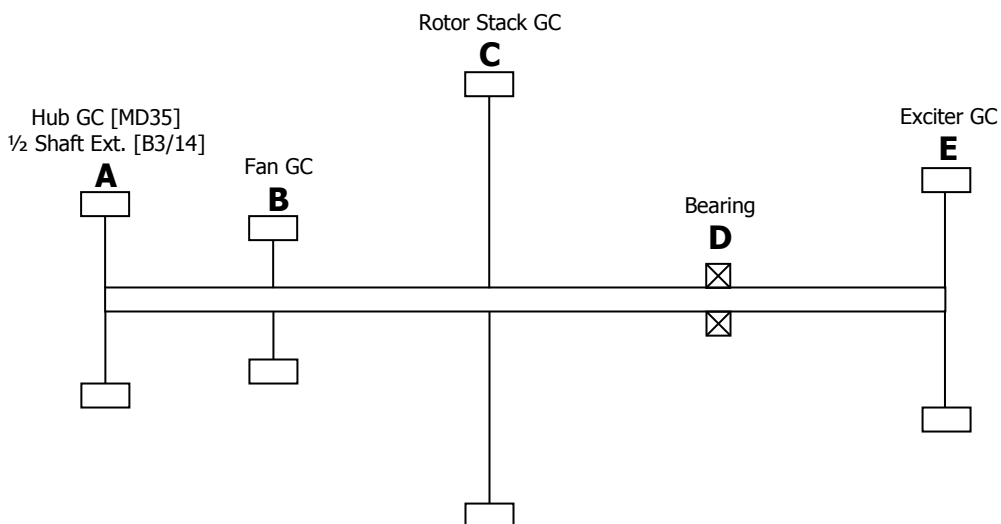 Rotor Stack GC
C
Hub GC [MD35]
½ Shaft Ext. [B3/14]
A
Fan GC
B
Bearing
D
Exciter GC
E